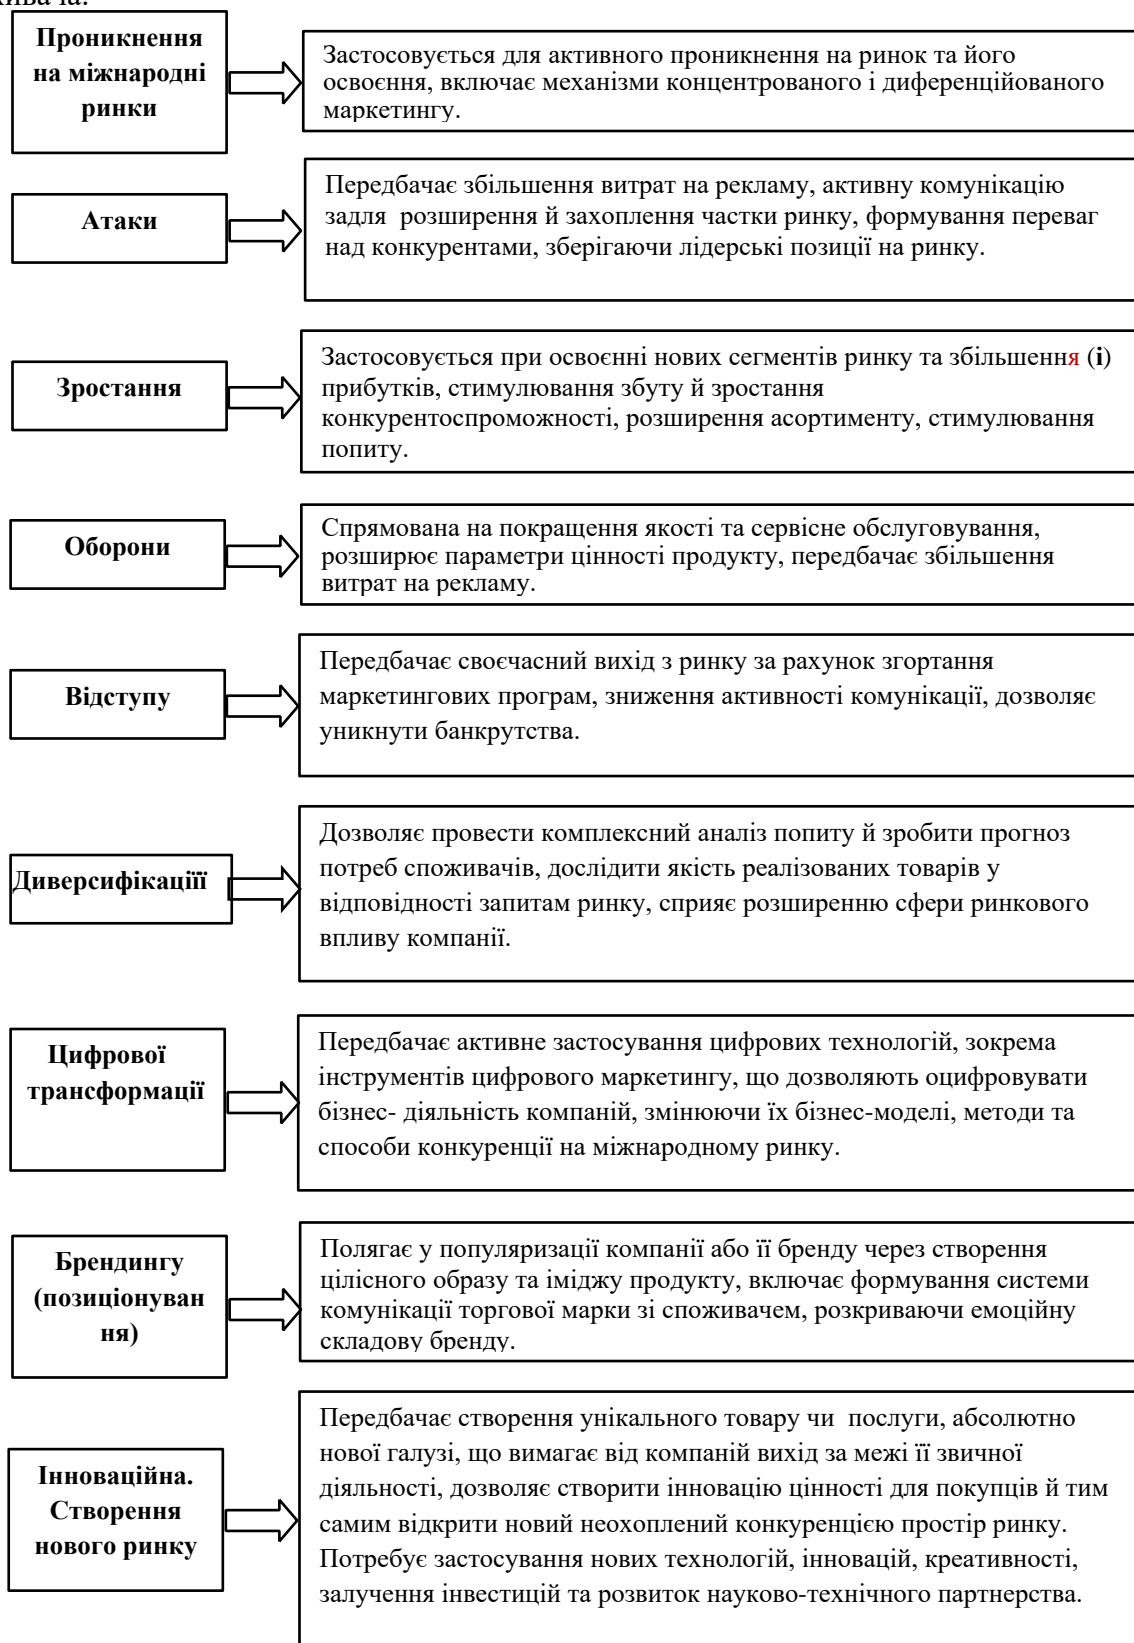 Проникнення
на міжнародні
ринки
Застосовується для активного проникнення на ринок та його
освоєння, включає механізми концентрованого і диференційованого
маркетингу.
Атаки
Передбачає збільшення витрат на рекламу, активну комунікацію
задля розширення й захоплення частки ринку, формування переваг
над конкурентами, зберігаючи лідерські позиції на ринку.
Зростання
Застосовується при освоєнні нових сегментів ринку та збільшення (і)
прибутків, стимулювання збуту й зростання
конкурентоспроможності, розширення асортименту, стимулювання
попиту.
Оборони
Спрямована на покращення якості та сервісне обслуговування,
розширює параметри цінності продукту, передбачає збільшення
витрат на рекламу.
Відступу
Передбачає своєчасний вихід з ринку за рахунок згортання
маркетингових програм, зниження активності комунікації, дозволяє
уникнути банкрутства.
Диверсифікаціїї
Дозволяє провести комплексний аналіз попиту й зробити прогноз
потреб споживачів, дослідити якість реалізованих товарів у
відповідності запитам ринку, сприяє розширенню сфери ринкового
впливу компанії.
Цифрової
трансформації
Передбачає активне застосування цифрових технологій, зокрема
інструментів цифрового маркетингу, що дозволяють оцифровувати
бізнес- діяльність компаній, змінюючи їх бізнес-моделі, методи та
способи конкуренції на міжнародному ринку.
Брендингу
(позиціонуван
ня)
Полягає у популяризації компанії або її бренду через створення
цілісного образу та іміджу продукту, включає формування системи
комунікації торгової марки зі споживачем, розкриваючи емоційну
складову бренду.
Інноваційна.
Створення
нового ринку
Передбачає створення унікального товару чи послуги, абсолютно
нової галузі, що вимагає від компаній вихід за межі її звичної
діяльності, дозволяє створити інновацію цінності для покупців й тим
самим відкрити новий неохоплений конкуренцією простір ринку.
Потребує застосування нових технологій, інновацій, креативності,
залучення інвестицій та розвиток науково-технічного партнерства.